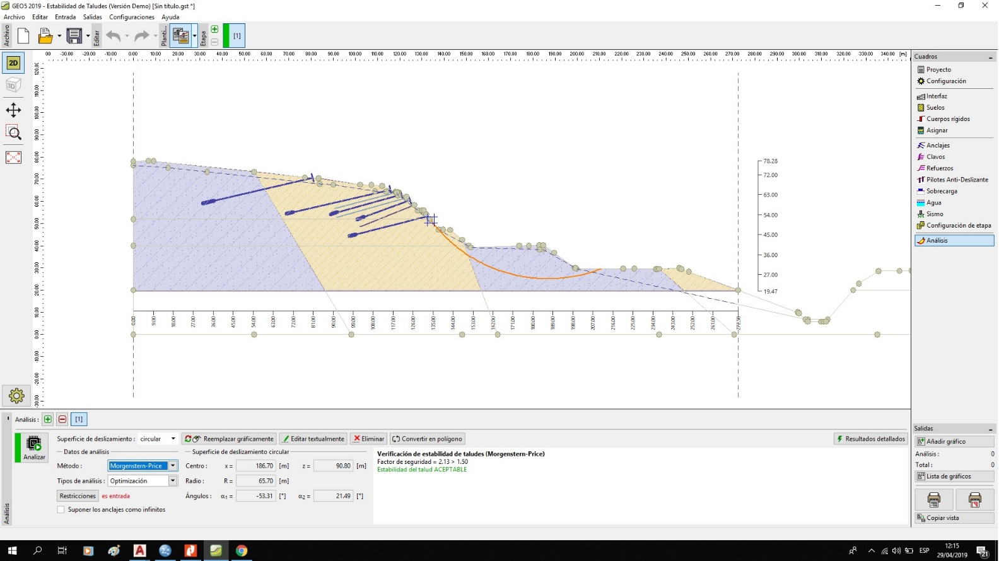 GEO5 2019 - Estabilidad de Taludes (Versión Demo) [Sin título.gst *]
Archivo Editar Entrada Salidas Configuraciones Ayuda
Archivo
Editar
Planti...
Etapa
[1]
00 -30.00 -20.00 -10.00 0.00 10.00 20.00 30.00 40.00 50.00 60.00 70.00 80.00 90.00 100.00 110.00 120.00 130.00 140.00 150.00 160.00 170.00 180.00 190.00 200.00 210.00 220.00 230.00 240.00 250.00 260.00 270.00 280.00 290.00 300.00 310.00 320.00 330.00 340.00 [m]
2D
3D
120.00
110.00
100.00
90.00
80.00
70.00
60.00
50.00
40.00
30.00
20.00
10.00
0.00
-10.00
-20.00
-30.00
78.28
72.00
63.00
54.00
45.00
36.00
27.00
19.47
0.00 9.00 18.00 27.00 36.00 45.00 54.00 63.00 72.00 81.00 90.00 99.00 108.00 117.00 126.00 135.00 144.00 153.00 162.00 171.00 180.00 189.00 198.00 207.00 216.00 225.00 234.00 243.00 252.00 261.00 272.58
Cuadros
Proyecto
Configuración
Interfaz
Suelos
Cuerpos rígidos
Asignar
Anclajes
Clavos
Refuerzos
Pilotes Anti-Deslizante
Sobrecarga
Agua
Sismo
Configuración de etapa
Análisis
Análisis : [1]
Analizar
Superficie de deslizamiento : circular Reemplazar gráficamente Editar textualmente Eliminar Convertir en polígono Resultados detallados
Datos de análisis
Método : Morgenstern-Price
Tipos de análisis : Optimización
Restricciones es entrada
Suponer los anclajes como infinitos
Superficie de deslizamiento circular
Centro : x = 186.70 [m] z = 90.80 [m]
Radio : R = 65.70 [m]
Ángulos : α1 = -53.31 [°] α2 = 21.49 [°]
Verificación de estabilidad de taludes (Morgenstern-Price)
Factor de seguridad = 2.13 > 1.50
Estabilidad del talud ACEPTABLE
Análisis
Salidas
Añadir gráfico
Análisis : 0
Total : 0
Lista de gráficos
Copiar vista
ESP
12:15
29/04/2019
21